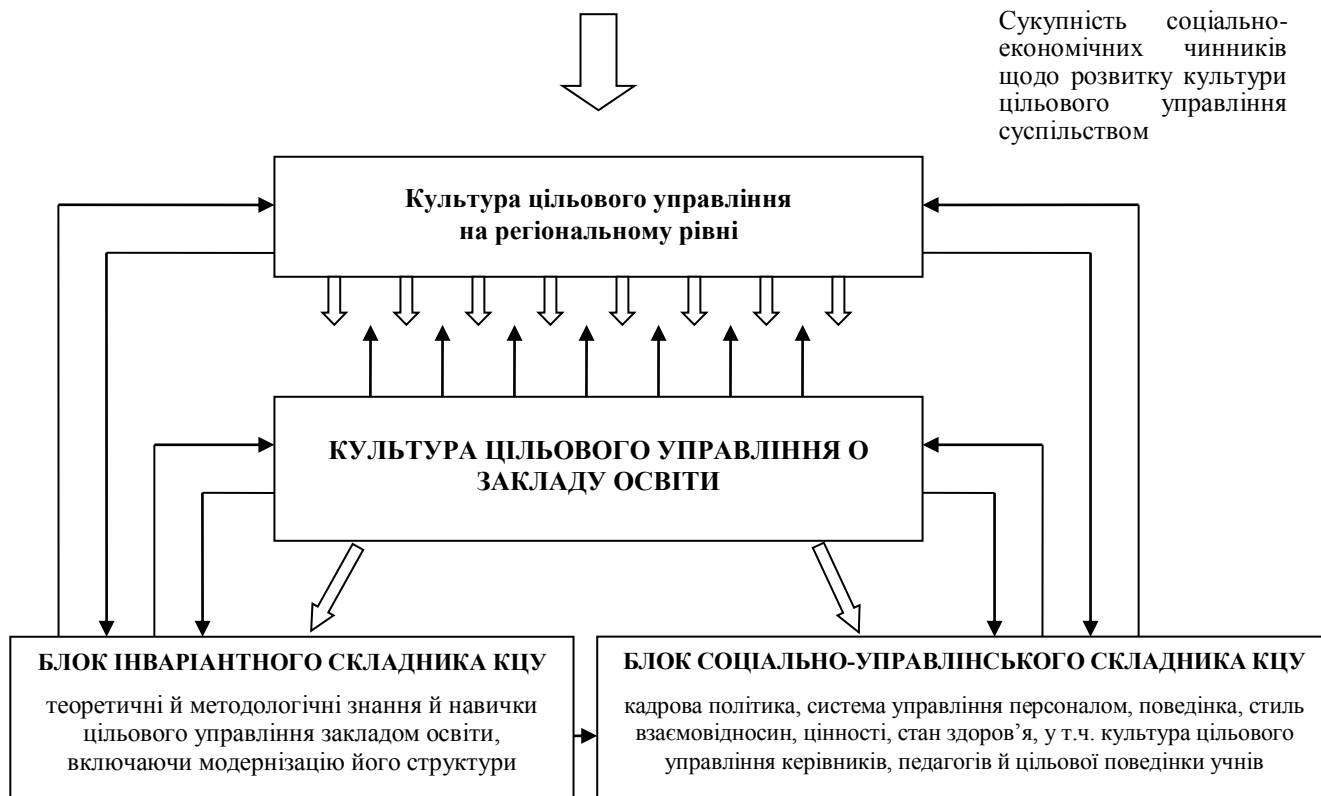 Сукупність соціально-
економічних чинників
щодо розвитку культури
цільового управління
суспільством
Культура цільового управління
на регіональному рівні
КУЛЬТУРА ЦІЛЬОВОГО УПРАВЛІННЯ О
ЗАКЛАДУ ОСВІТИ
БЛОК ІНВАРІАНТНОГО СКЛАДНИКА КЦУ
теоретичні й методологічні знання й навички
цільового управління закладом освіти,
включаючи модернізацію його структури
БЛОК СОЦІАЛЬНО-УПРАВЛІНСЬКОГО СКЛАДНИКА КЦУ
кадрова політика, система управління персоналом, поведінка, стиль
взаємовідносин, цінності, стан здоров’я, у т.ч. культура цільового
управління керівників, педагогів й цільової поведінки учнів